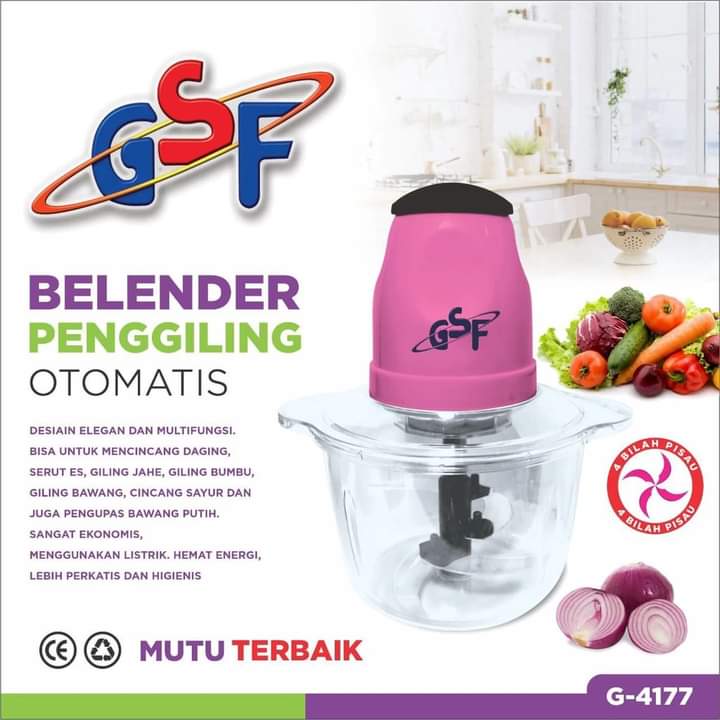 GSF
BELENDER
PENGGILING
OTOMATIS
DESIAIN ELEGAN DAN MULTIFUNGSI.
BISA UNTUK MENCINCANG DAGING,
SERUT ES, GILING JAHE, GILING BUMBU,
GILING BAWANG, CINCANG SAYUR DAN
JUGA PENGUPAS BAWANG PUTIH.
SANGAT EKONOMIS,
MENGGUNAKAN LISTRIK. HEMAT ENERGI,
LEBIH PERKATIS DAN HIGIENIS
GSF
4 BILAH PISAU
4 BILAH PISAU
CE
MUTU TERBAIK
G-4177